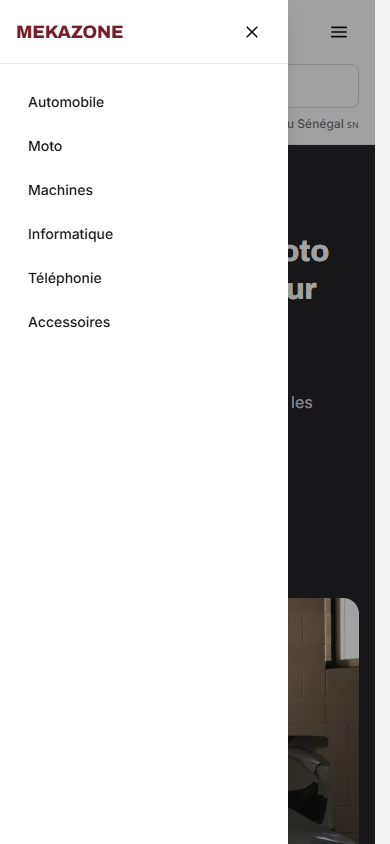 MEKAZONE
Automobile
Moto
Machines
Informatique
Téléphonie
Accessoires
u Sénégal SN
oto
ur
les